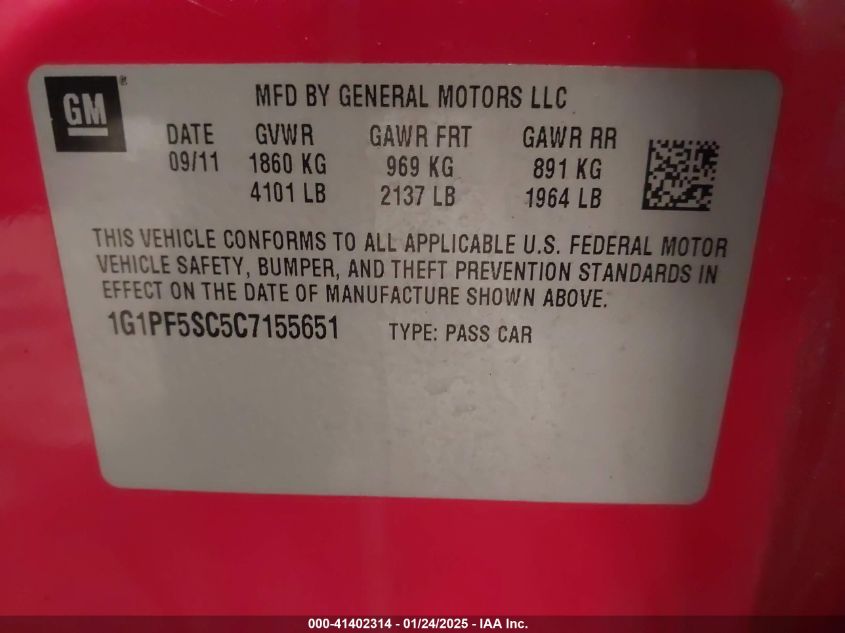 GM®
MFD BY GENERAL MOTORS LLC
DATE GVWR GAWR FRT GAWR RR
09/11 1860 KG 969 KG 891 KG
4101 LB 2137 LB 1964 LB
THIS VEHICLE CONFORMS TO ALL APPLICABLE U.S. FEDERAL MOTOR
VEHICLE SAFETY, BUMPER, AND THEFT PREVENTION STANDARDS IN
EFFECT ON THE DATE OF MANUFACTURE SHOWN ABOVE.
1G1PF5SC5C7155651 TYPE: PASS CAR
000-41402314 - 01/24/2025 - IAA Inc.